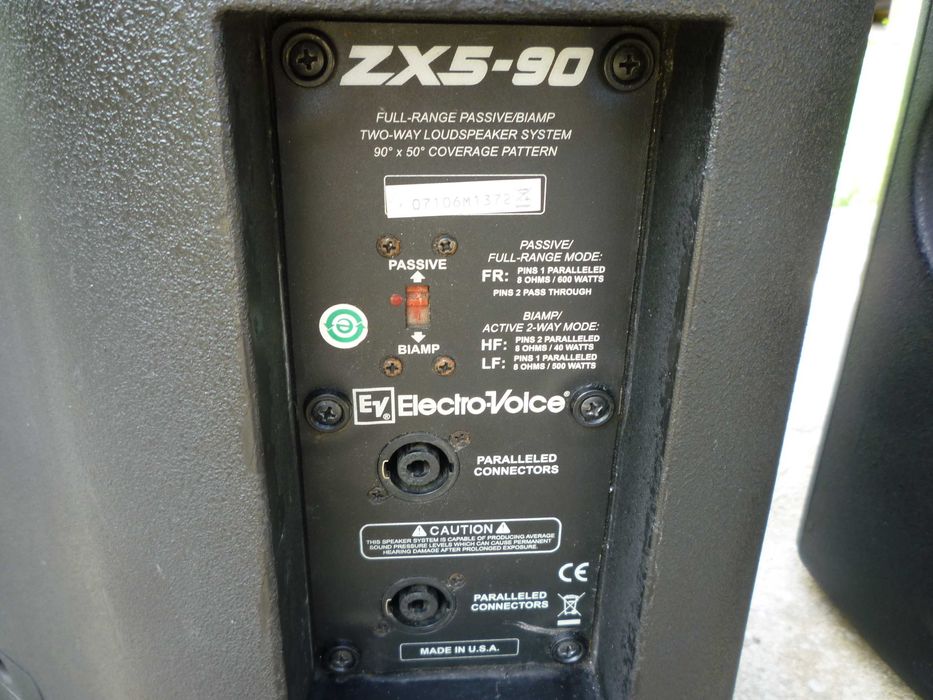 ZX5-90
FULL-RANGE PASSIVE/BIAMP
TWO-WAY LOUDSPEAKER SYSTEM
90° x 50° COVERAGE PATTERN
07106M1372
PASSIVE
BIAMP
PASSIVE/
FULL-RANGE MODE:
FR: PINS 1 PARALLELED
8 OHMS / 600 WATTS
PINS 2 PASS THROUGH
BIAMP/
ACTIVE 2-WAY MODE:
HF: PINS 2 PARALLELED
8 OHMS / 40 WATTS
LF: PINS 1 PARALLELED
8 OHMS / 500 WATTS
EV® Electro-Voice®
PARALLELED
CONNECTORS
CAUTION
THIS SPEAKER SYSTEM IS CAPABLE OF PRODUCING AVERAGE
SOUND PRESSURE LEVELS WHICH CAN CAUSE PERMANENT
HEARING DAMAGE AFTER PROLONGED EXPOSURE.
CE
PARALLELED
CONNECTORS
MADE IN U.S.A.